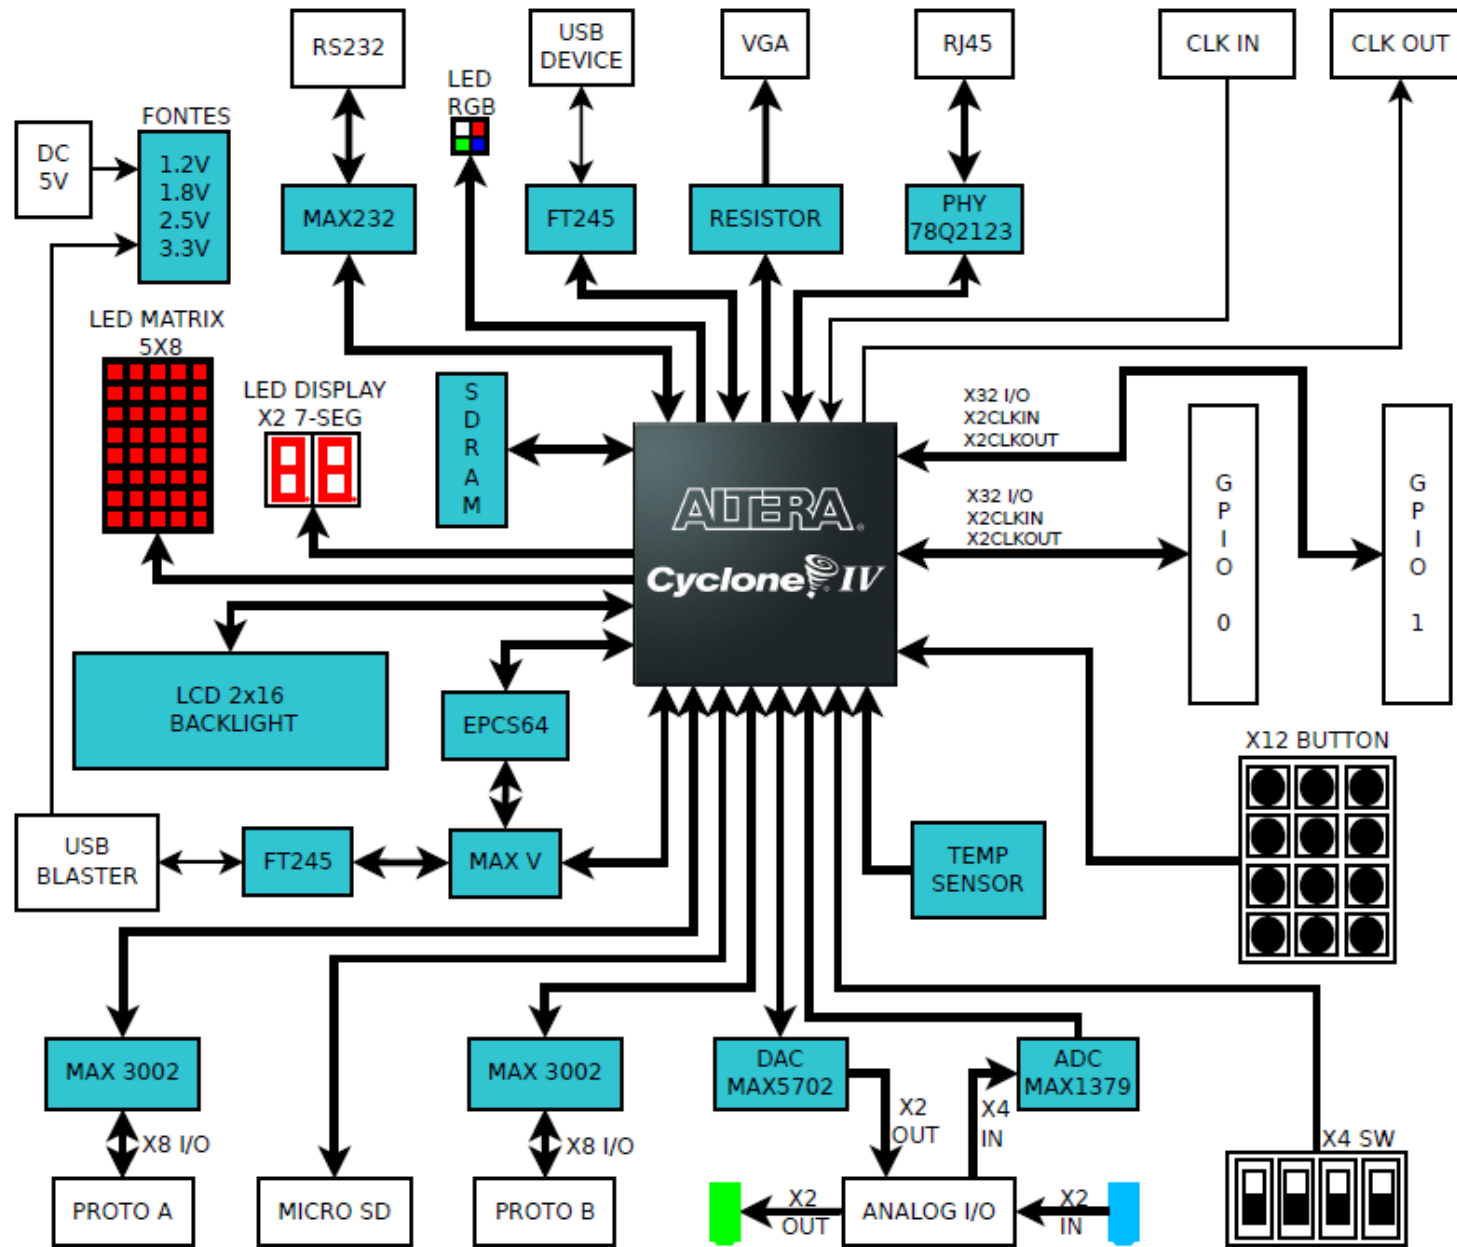 RS232
USB
DEVICE
VGA
RJ45
CLK IN
CLK OUT
LED
RGB
FONTES
DC
5V
1.2V
1.8V
2.5V
3.3V
MAX232
FT245
RESISTOR
PHY
78Q2123
LED MATRIX
5X8
LED DISPLAY
X2 7-SEG
SDRAM
X32 I/O
X2CLKIN
X2CLKOUT
X32 I/O
X2CLKIN
X2CLKOUT
GPIO 0
GPIO 1
ALTERA
Cyclone IV
LCD 2x16
BACKLIGHT
EPCS64
X12 BUTTON
USB
BLASTER
FT245
MAX V
TEMP
SENSOR
MAX 3002
MAX 3002
DAC
MAX5702
ADC
MAX1379
X8 I/O
X8 I/O
X2
OUT
X4
IN
X4 SW
PROTO A
MICRO SD
PROTO B
X2
OUT
ANALOG I/O
X2
IN